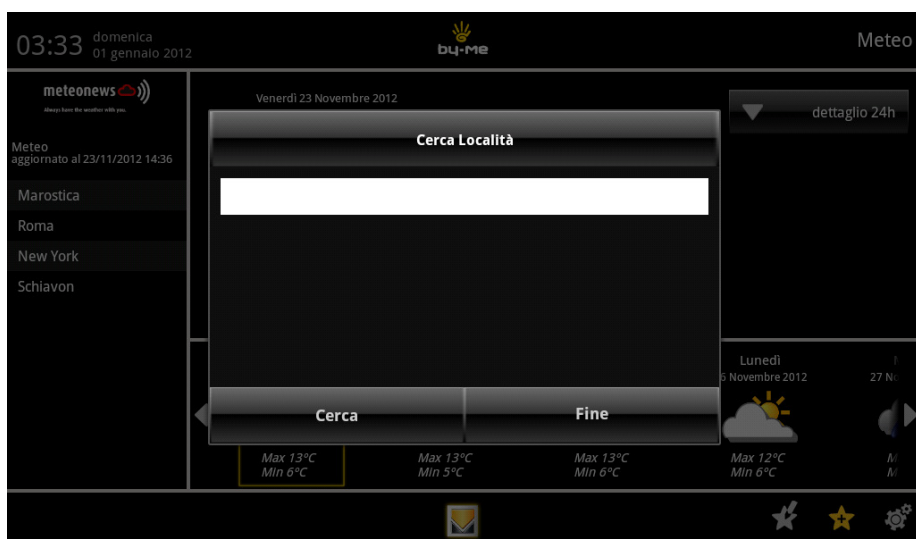 03:33 domenica
01 gennaio 2012
by-me
Meteo
meteonews
Always have the weather with you.
Meteo
aggiornato al 23/11/2012 14:36
Marostica
Roma
New York
Schiavon
Venerdì 23 Novembre 2012
dettaglio 24h
Cerca Località
Cerca
Fine
Lunedì
Novembre 2012
27 No
Max 13°C
Min 6°C
Max 13°C
Min 5°C
Max 13°C
Min 6°C
Max 12°C
Min 6°C
M
M